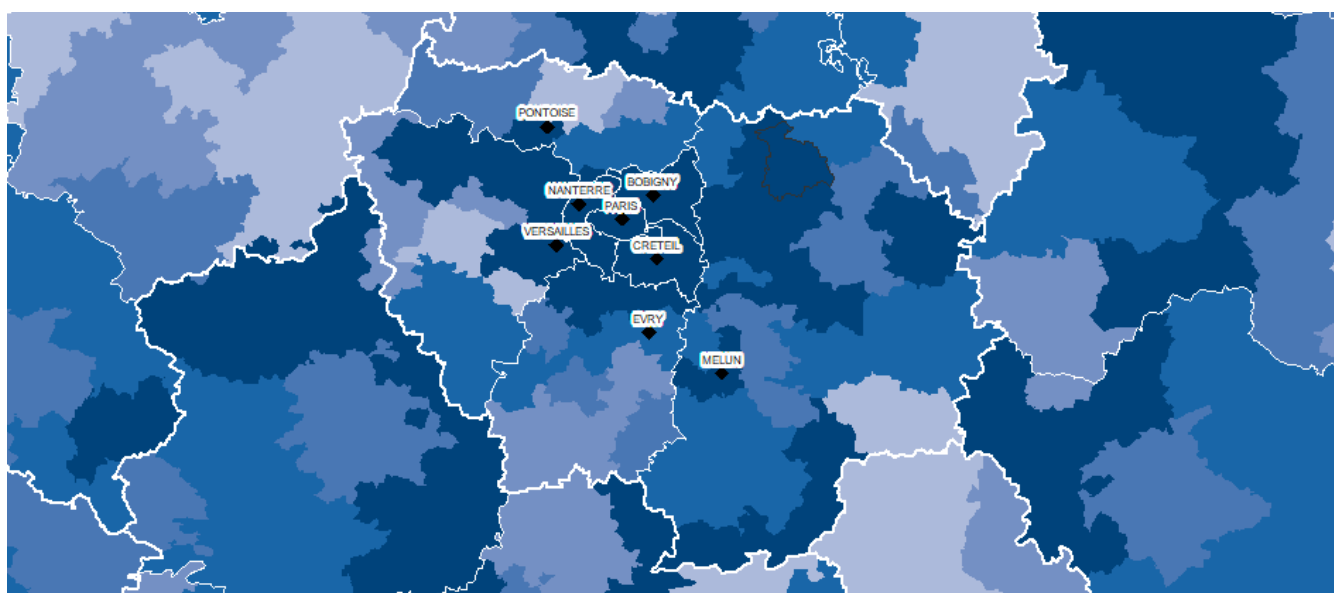 PONTOISE
BOBIGNY
NANTERRE
PARIS
VERSAILLES
CRETEIL
EVRY
MELUN